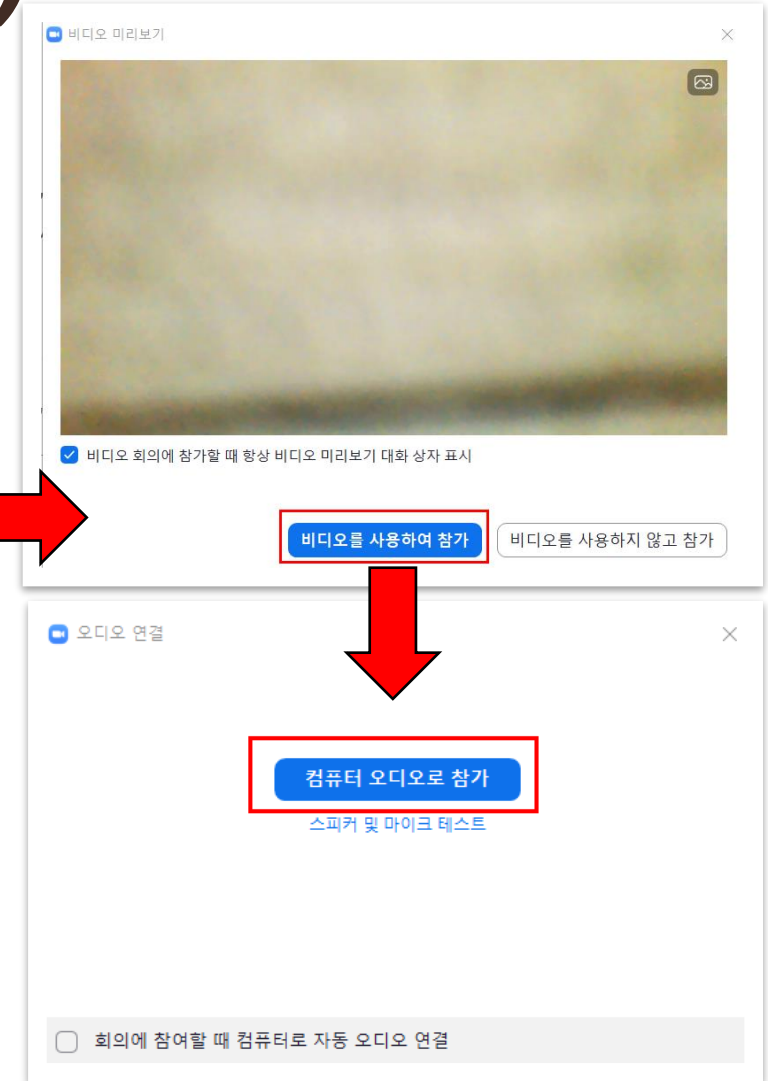 비디오 미리보기
비디오 회의에 참가할 때 항상 비디오 미리보기 대화 상자 표시
비디오를 사용하여 참가 비디오를 사용하지 않고 참가
오디오 연결
컴퓨터 오디오로 참가
스피커 및 마이크 테스트
회의에 참여할 때 컴퓨터로 자동 오디오 연결